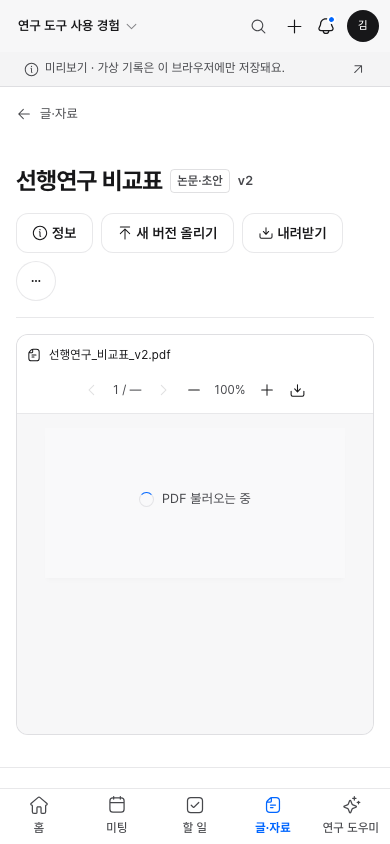 연구 도구 사용 경험
김
미리보기 · 가상 기록은 이 브라우저에만 저장돼요.
글·자료
선행연구 비교표 논문·초안 v2
정보 새 버전 올리기 내려받기
···
선행연구_비교표_v2.pdf
1 / — 100%
PDF 불러오는 중
홈 미팅 할 일 글·자료 연구 도우미